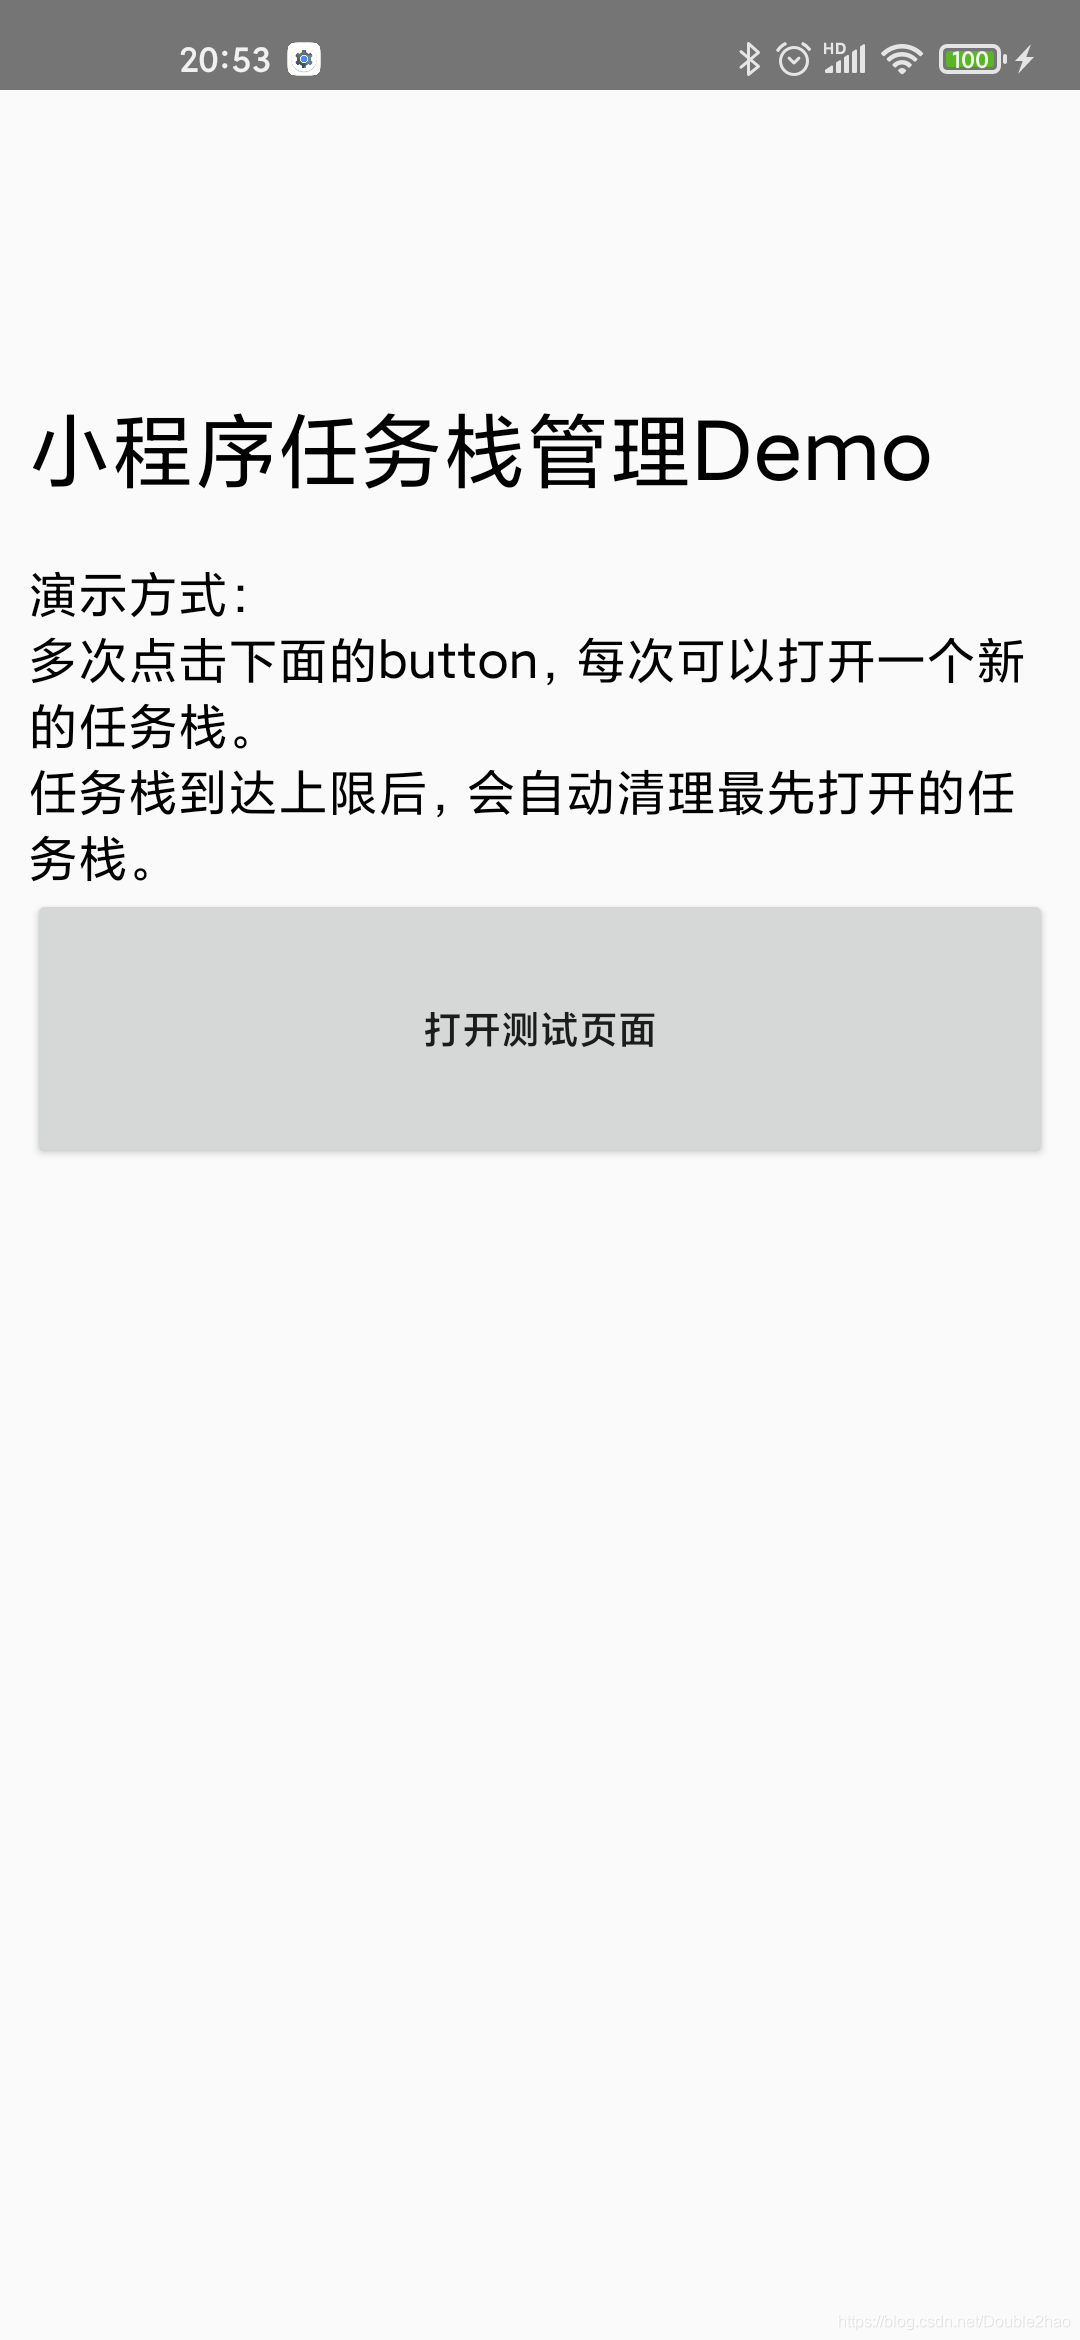 20:53
HD
100
小程序任务栈管理Demo
演示方式：
多次点击下面的button，每次可以打开一个新
的任务栈。
任务栈到达上限后，会自动清理最先打开的任
务栈。
打开测试页面
https://blog.csdn.net/Double2hao